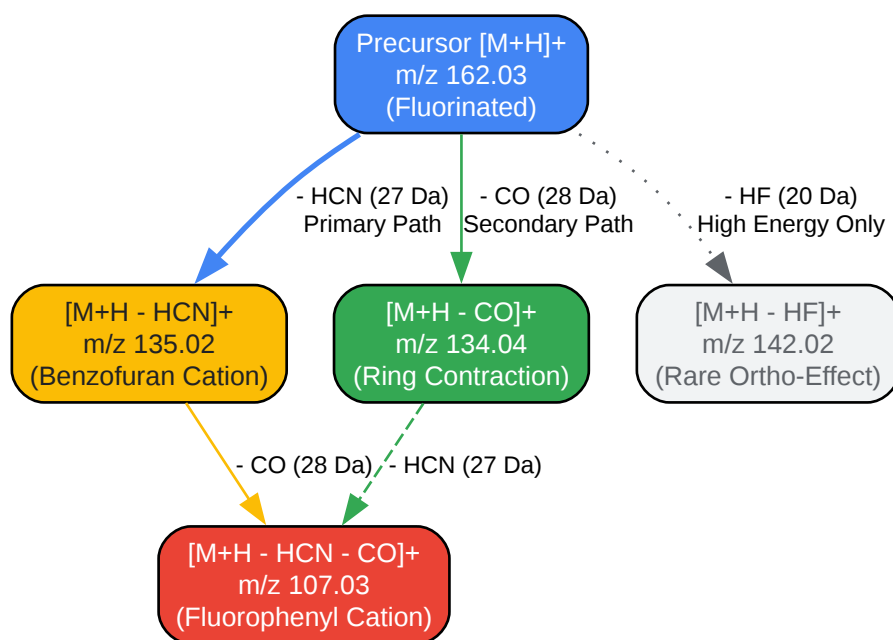 Precursor [M+H]+
m/z 162.03
(Fluorinated)
- HCN (27 Da)
Primary Path
- CO (28 Da)
Secondary Path
- HF (20 Da)
High Energy Only
[M+H - HCN]+
m/z 135.02
(Benzofuran Cation)
[M+H - CO]+
m/z 134.04
(Ring Contraction)
[M+H - HF]+
m/z 142.02
(Rare Ortho-Effect)
- CO (28 Da)
- HCN (27 Da)
[M+H - HCN - CO]+
m/z 107.03
(Fluorophenyl Cation)